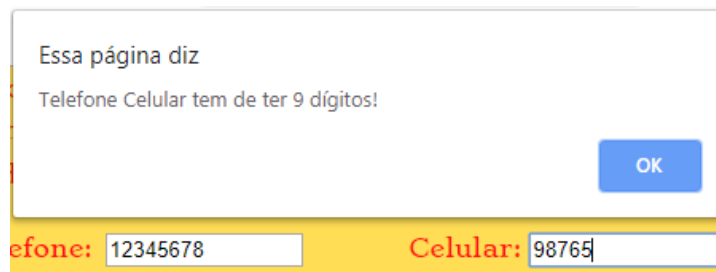 Essa página diz
Telefone Celular tem de ter 9 dígitos!
OK
efone: 12345678 Celular: 98765